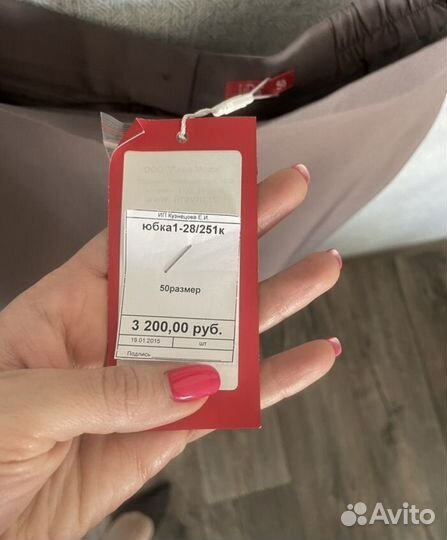 ИП Кузнецова Е.И.
юбка1-28/251к
50размер
3 200,00 руб.
19.01.2015 шт
Подпись
Avito